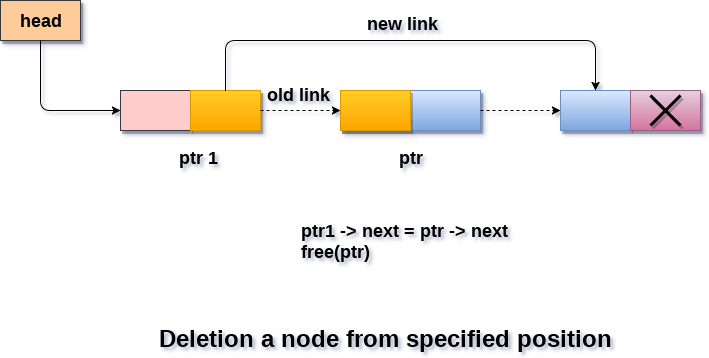 head
new link
old link
ptr 1
ptr
ptr1 -> next = ptr -> next
free(ptr)
Deletion a node from specified position